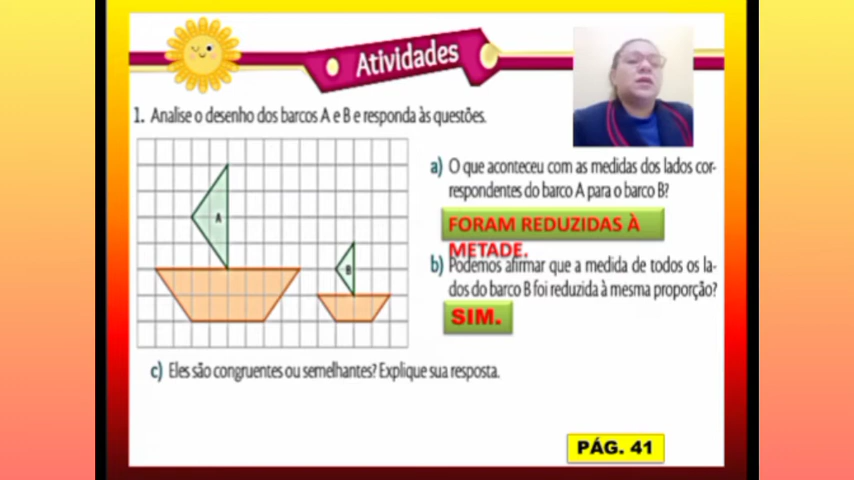 Atividades
1. Analise o desenho dos barcos A e B e responda às questões.
A
B
a) O que aconteceu com as medidas dos lados cor-
respondentes do barco A para o barco B?
FORAM REDUZIDAS À
METADE.
b) Podemos afirmar que a medida de todos os la-
dos do barco B foi reduzida à mesma proporção?
SIM.
c) Eles são congruentes ou semelhantes? Explique sua resposta.
PÁG. 41